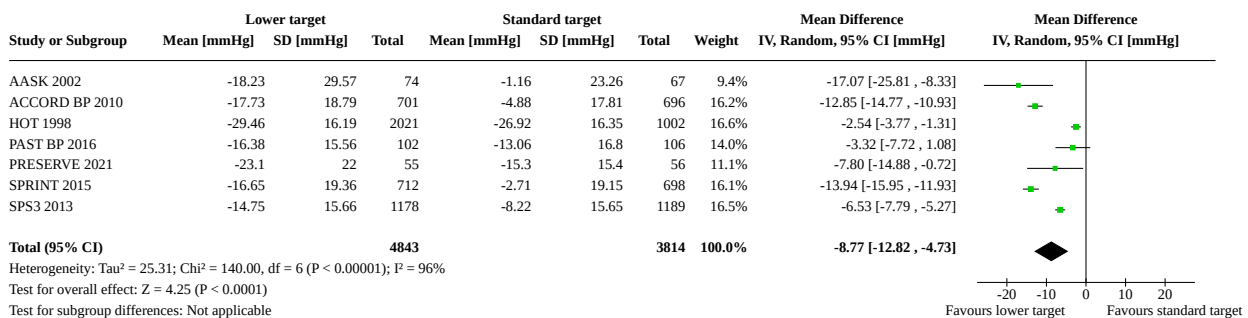 Lower target Standard target Mean Difference Mean Difference
Study or Subgroup Mean [mmHg] SD [mmHg] Total Mean [mmHg] SD [mmHg] Total Weight IV, Random, 95% CI [mmHg] IV, Random, 95% CI [mmHg]
AASK 2002 -18.23 29.57 74 -1.16 23.26 67 9.4% -17.07 [-25.81 , -8.33]
ACCORD BP 2010 -17.73 18.79 701 -4.88 17.81 696 16.2% -12.85 [-14.77 , -10.93]
HOT 1998 -29.46 16.19 2021 -26.92 16.35 1002 16.6% -2.54 [-3.77 , -1.31]
PAST BP 2016 -16.38 15.56 102 -13.06 16.8 106 14.0% -3.32 [-7.72 , 1.08]
PRESERVE 2021 -23.1 22 55 -15.3 15.4 56 11.1% -7.80 [-14.88 , -0.72]
SPRINT 2015 -16.65 19.36 712 -2.71 19.15 698 16.1% -13.94 [-15.95 , -11.93]
SPS3 2013 -14.75 15.66 1178 -8.22 15.65 1189 16.5% -6.53 [-7.79 , -5.27]
Total (95% CI) 4843 3814 100.0% -8.77 [-12.82 , -4.73]
Heterogeneity: Tau² = 25.31; Chi² = 140.00, df = 6 (P < 0.00001); I² = 96%
Test for overall effect: Z = 4.25 (P < 0.0001)
-20 -10 0 10 20
Test for subgroup differences: Not applicable
Favours lower target Favours standard target